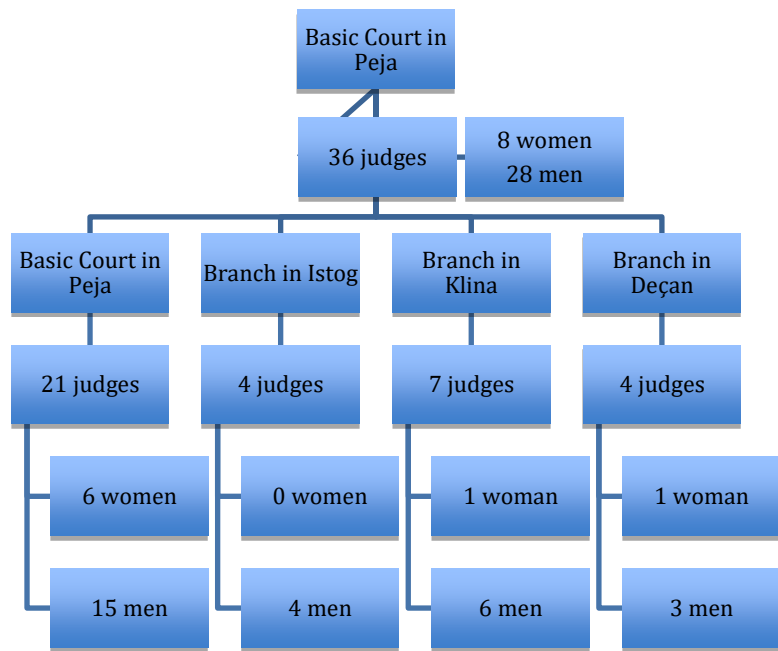 Basic Court in
Peja
36 judges
8 women
28 men
Basic Court in
Peja
Branch in Istog
Branch in
Klina
Branch in
Deçan
21 judges
4 judges
7 judges
4 judges
6 women
0 women
1 woman
1 woman
15 men
4 men
6 men
3 men